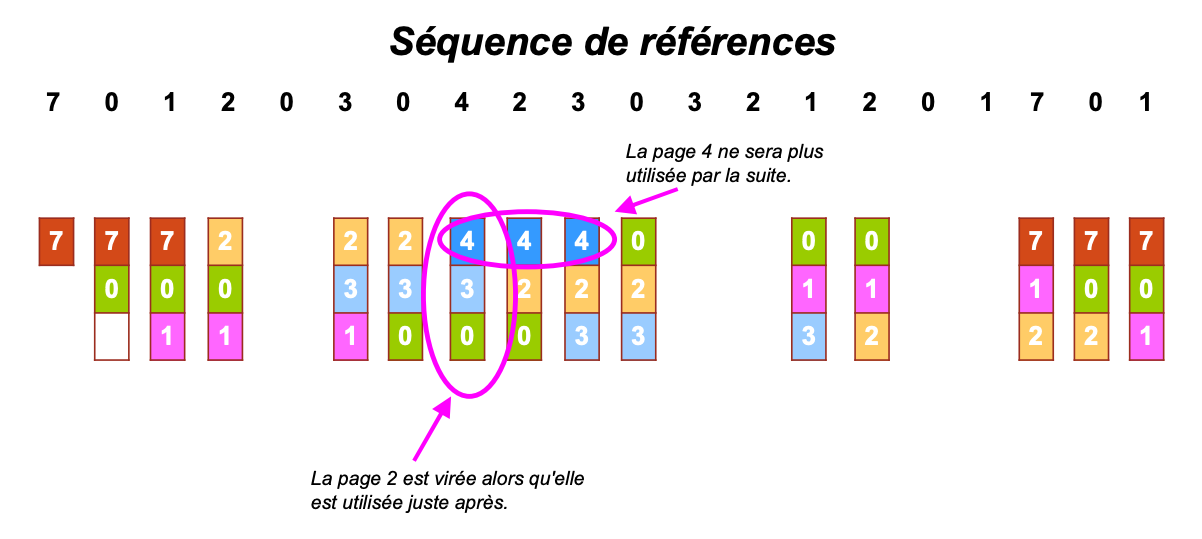 Séquence de références
7 0 1 2 0 3 0 4 2 3 0 3 2 1 2 0 1 7 0 1
La page 4 ne sera plus
utilisée par la suite.
7 7 7 2 2 2 4 4 4 0 0 0 7 7 7
0 0 0 3 3 3 2 2 2 1 1 1 0 0
1 1 1 0 0 0 3 3 3 2 2 2 1
La page 2 est virée alors qu'elle
est utilisée juste après.